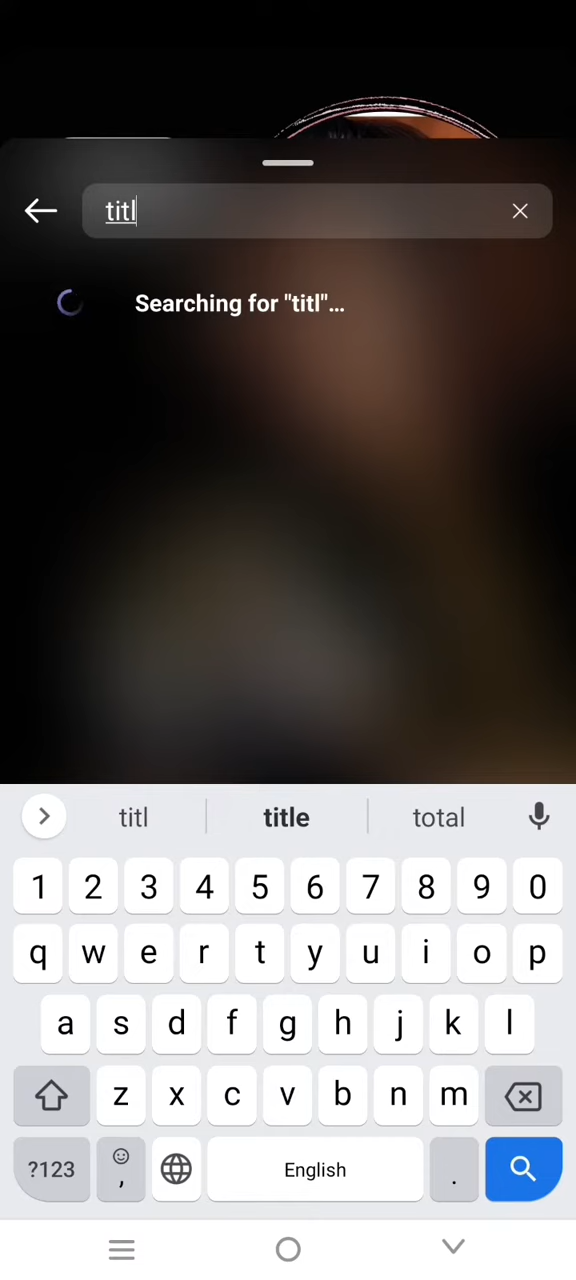 titl
Searching for "titl"...
titl title total
1 2 3 4 5 6 7 8 9 0
q w e r t y u i o p
a s d f g h j k l
z x c v b n m
?123 , English .